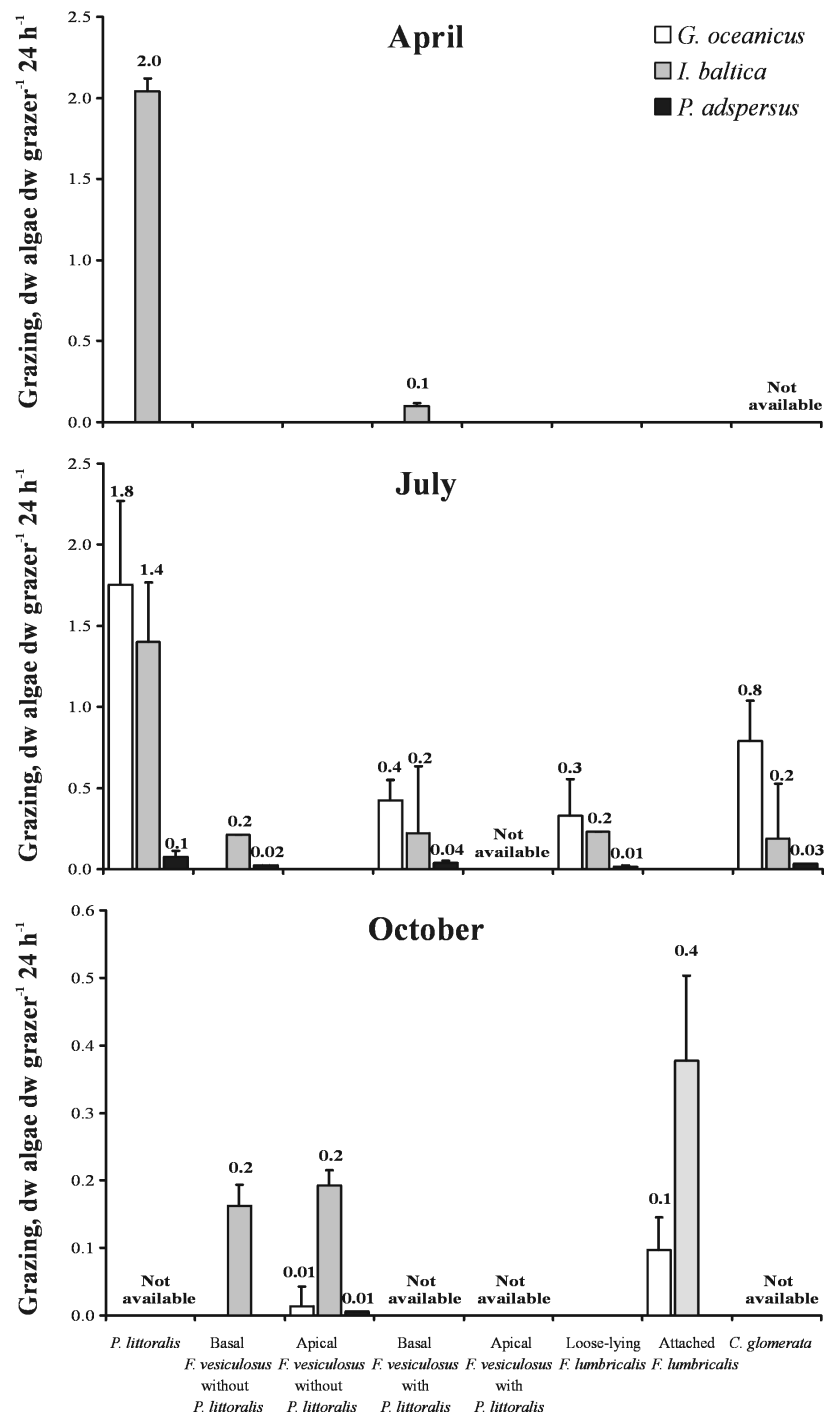 April
G. oceanicus
I. baltica
P. adspersus
Grazing, dw algae dw grazer⁻¹ 24 h⁻¹
2.5
2.0
1.5
1.0
0.5
0.0
2.0
0.1
Not
available
July
Grazing, dw algae dw grazer⁻¹ 24 h⁻¹
2.5
2.0
1.5
1.0
0.5
0.0
1.8
1.4
0.1
0.2
0.02
0.4
0.2
0.04
Not
available
0.3
0.2
0.01
0.8
0.2
0.03
October
Grazing, dw algae dw grazer⁻¹ 24 h⁻¹
0.6
0.5
0.4
0.3
0.2
0.1
0.0
Not
available
0.2
0.01
0.2
0.01
Not
available
Not
available
0.1
0.4
Not
available
P. littoralis
Basal
F. vesiculosus
without
P. littoralis
Apical
F. vesiculosus
without
P. littoralis
Basal
F. vesiculosus
with
P. littoralis
Apical
F. vesiculosus
with
P. littoralis
Loose-lying
F. lumbricalis
Attached
F. lumbricalis
C. glomerata